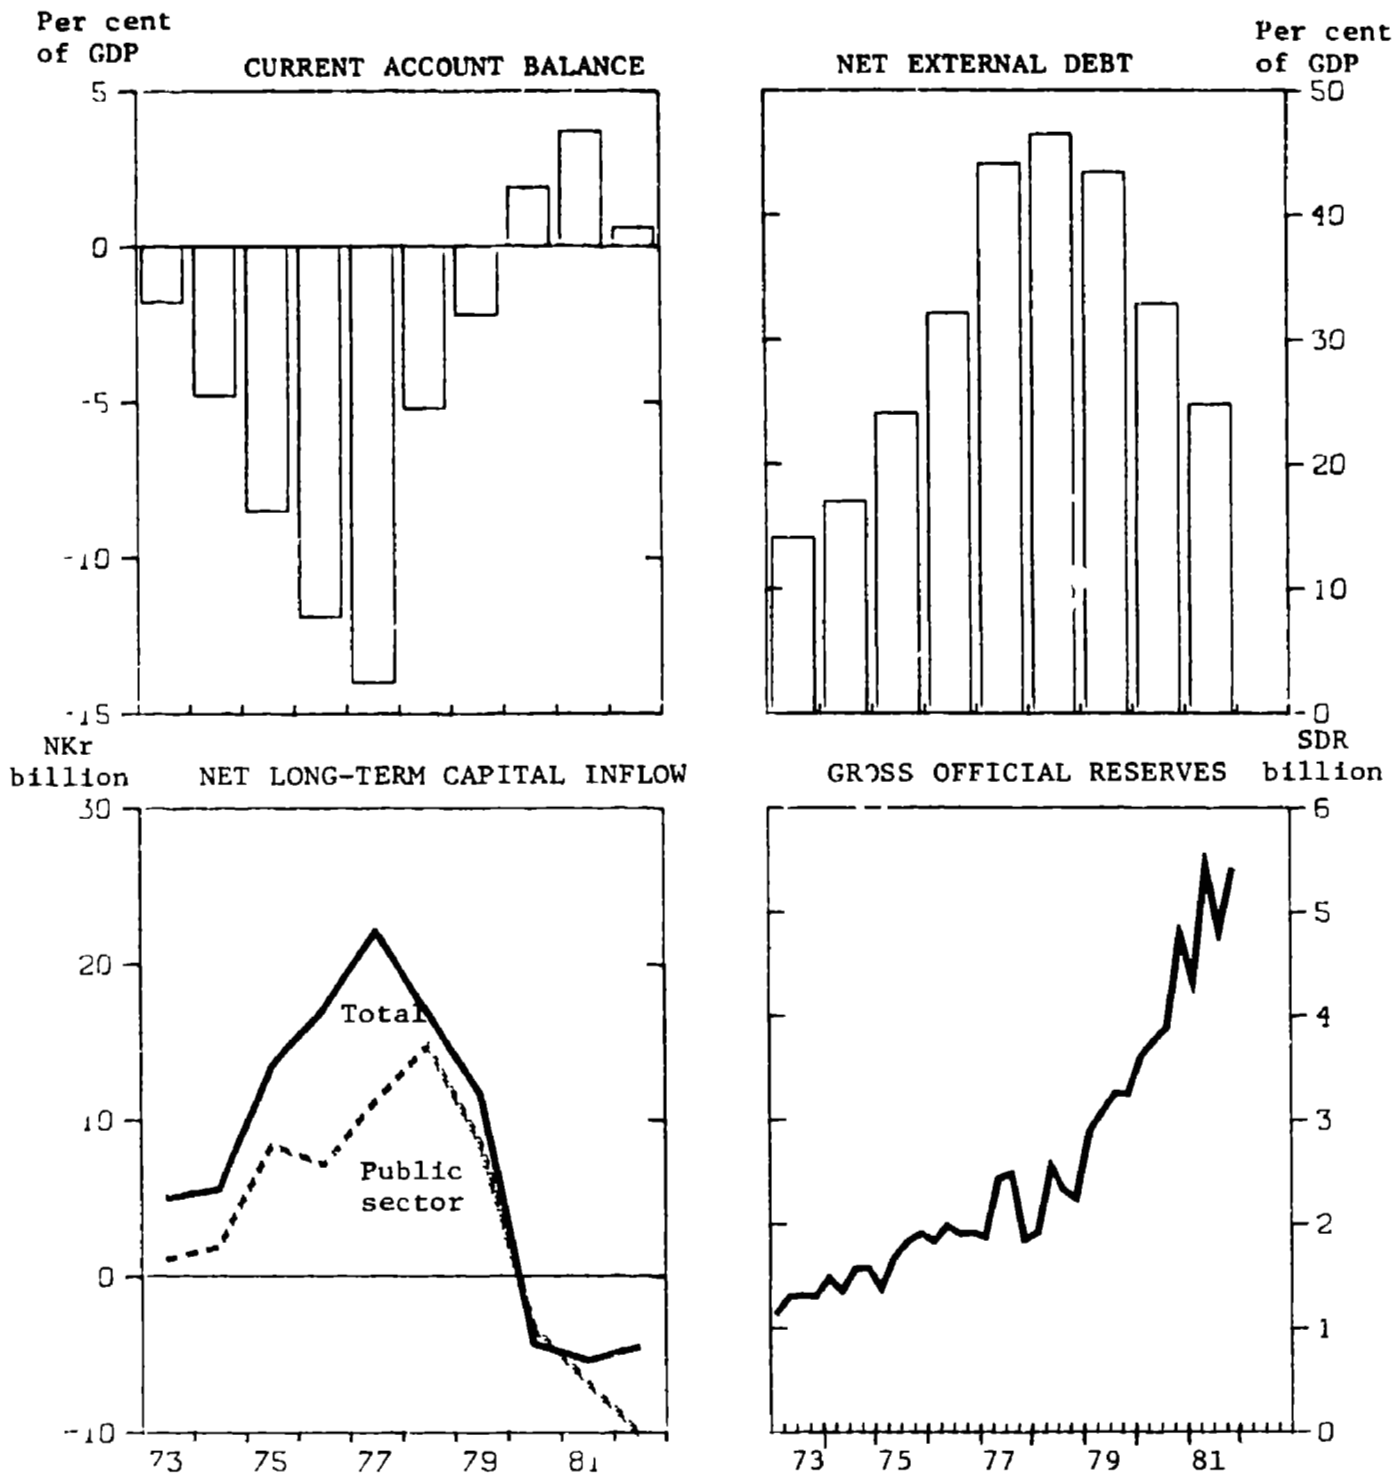 Per cent
of GDP
CURRENT ACCOUNT BALANCE
5
0
-5
-10
-15
NET EXTERNAL DEBT
Per cent
of GDP
50
40
30
20
10
0
NKr
billion
NET LONG-TERM CAPITAL INFLOW
30
20
10
0
-10
Total
Public
sector
73 75 77 79 81
GROSS OFFICIAL RESERVES
SDR
billion
6
5
4
3
2
1
0
73 75 77 79 81